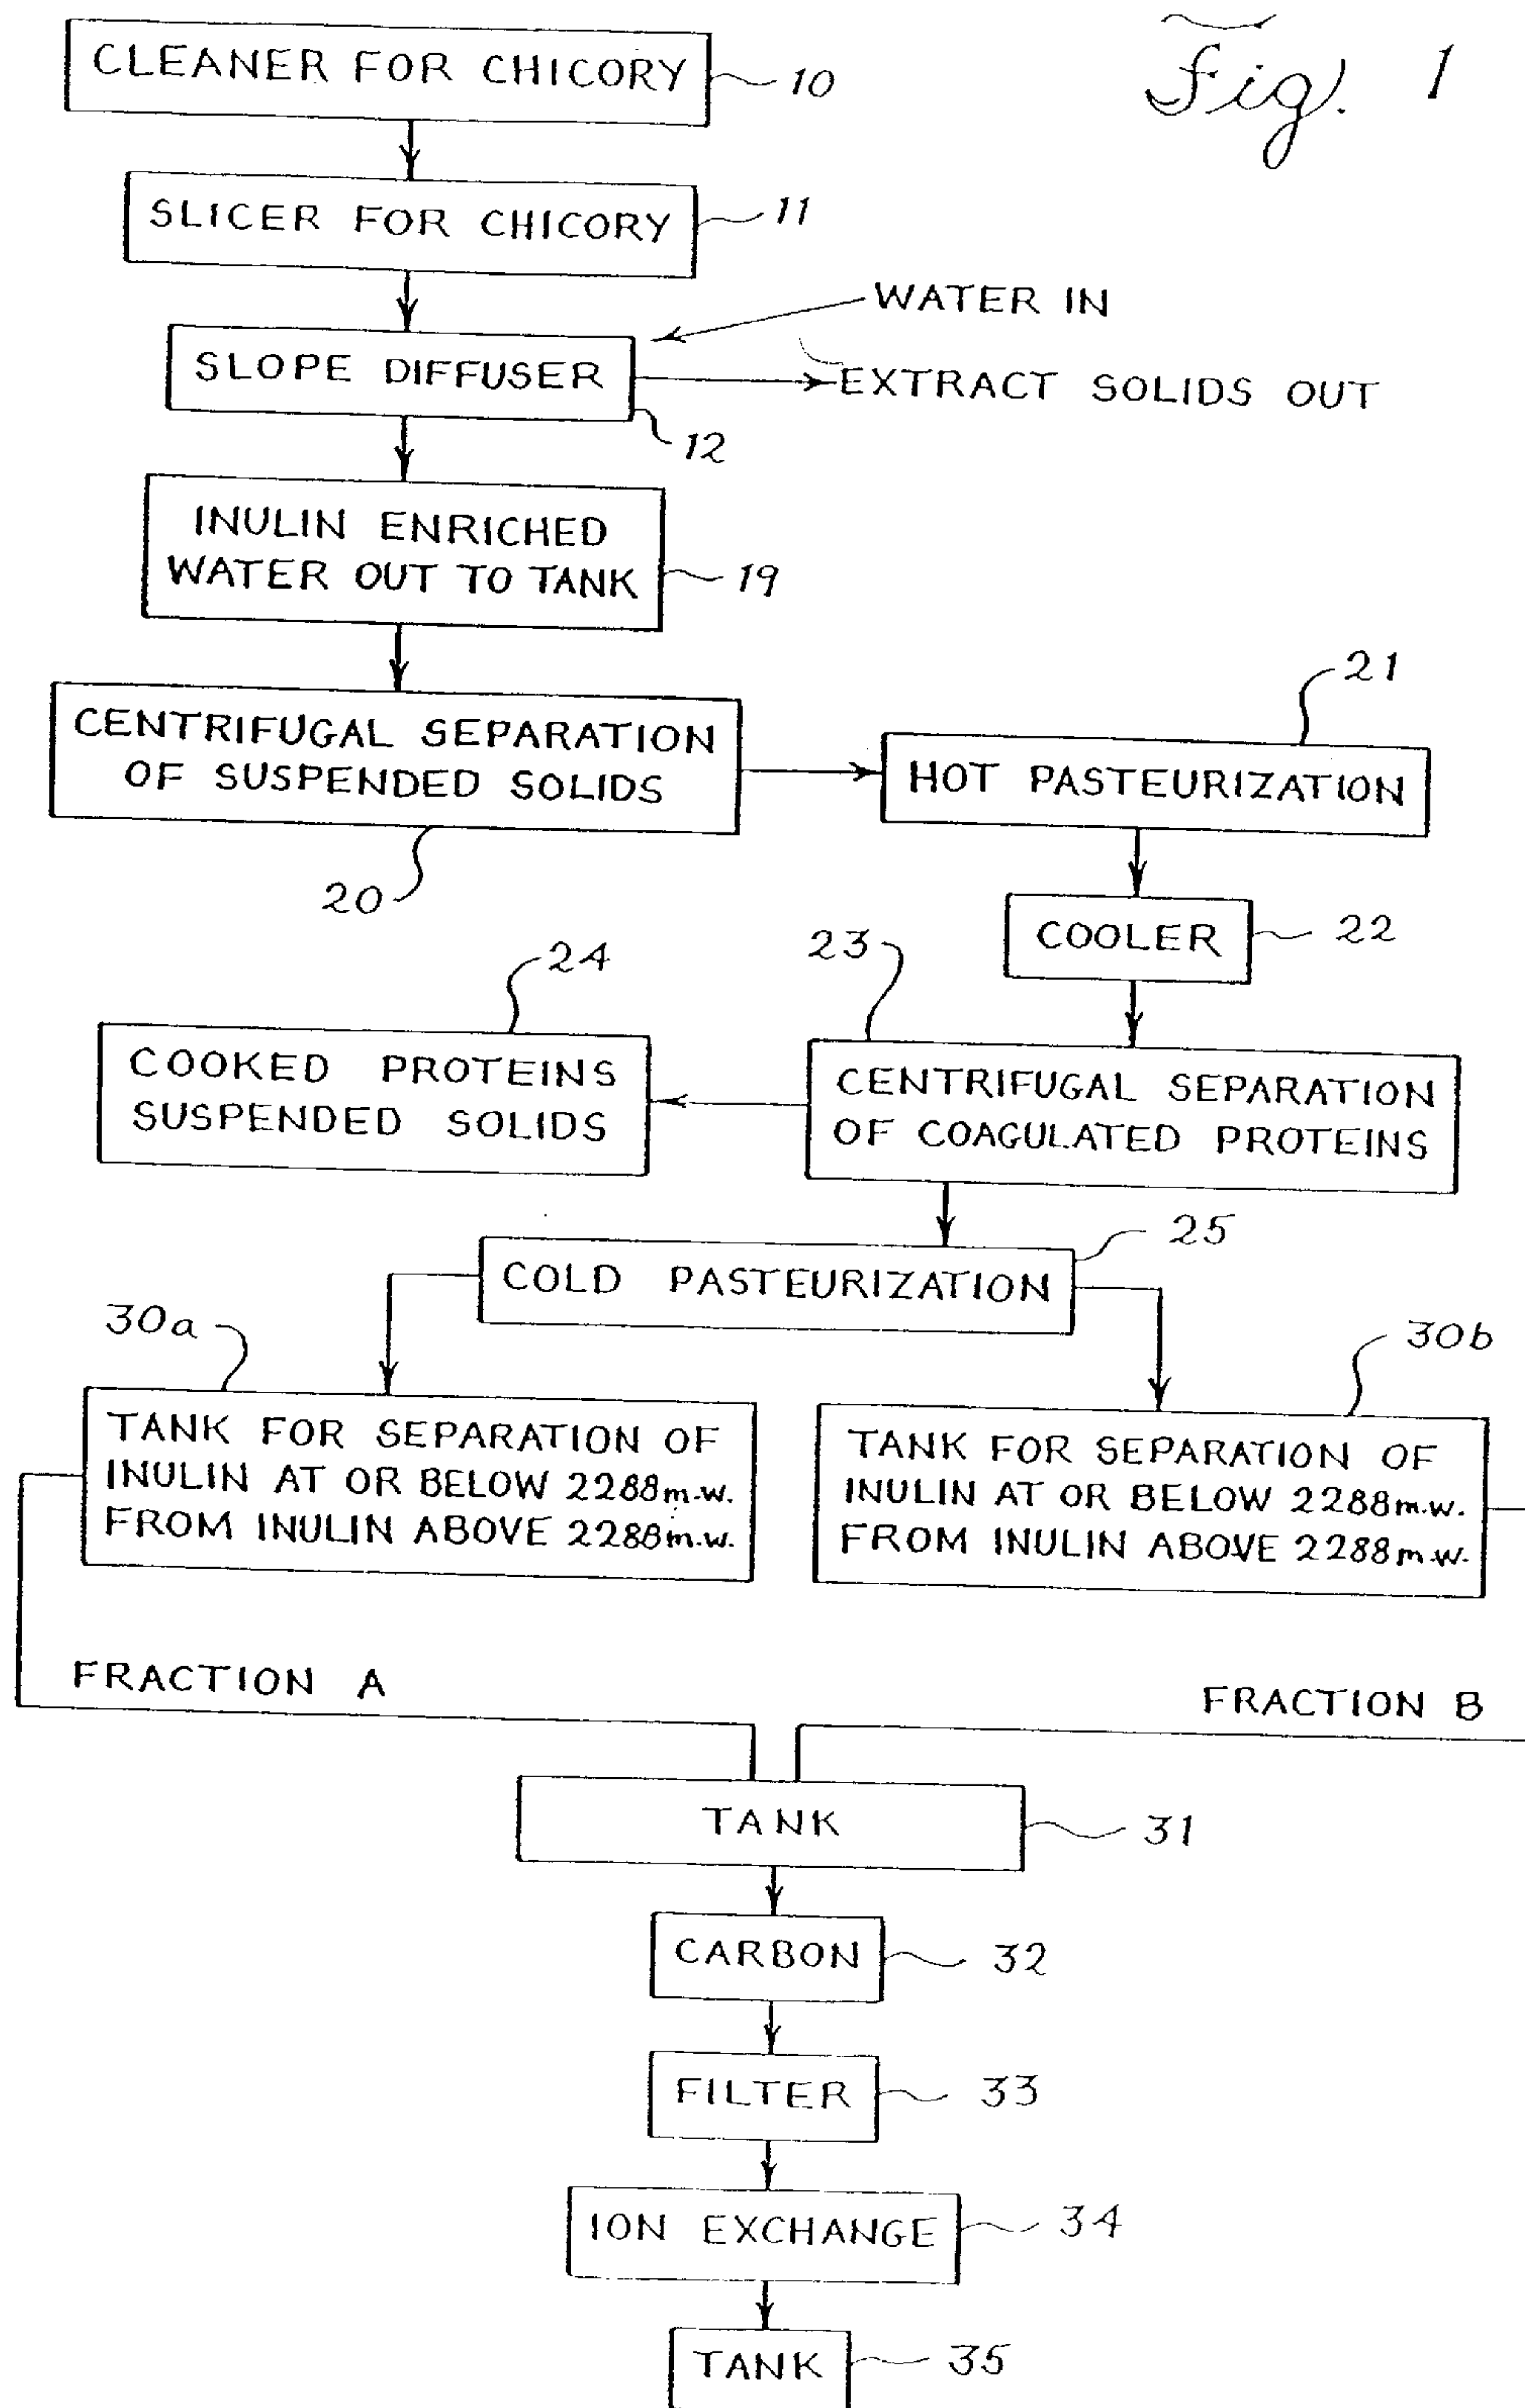 Fig. 1
CLEANER FOR CHICORY
10
SLICER FOR CHICORY
11
WATER IN
SLOPE DIFFUSER
EXTRACT SOLIDS OUT
12
INULIN ENRICHED
WATER OUT TO TANK
19
CENTRIFUGAL SEPARATION
OF SUSPENDED SOLIDS
20
21
HOT PASTEURIZATION
COOLER
22
23
24
COOKED PROTEINS
SUSPENDED SOLIDS
CENTRIFUGAL SEPARATION
OF COAGULATED PROTEINS
25
COLD PASTEURIZATION
30a
30b
TANK FOR SEPARATION OF
INULIN AT OR BELOW 2288m.w.
FROM INULIN ABOVE 2288m.w.
TANK FOR SEPARATION OF
INULIN AT OR BELOW 2288m.w.
FROM INULIN ABOVE 2288m.w.
FRACTION A
FRACTION B
TANK
31
CARBON
32
FILTER
33
ION EXCHANGE
34
TANK
35